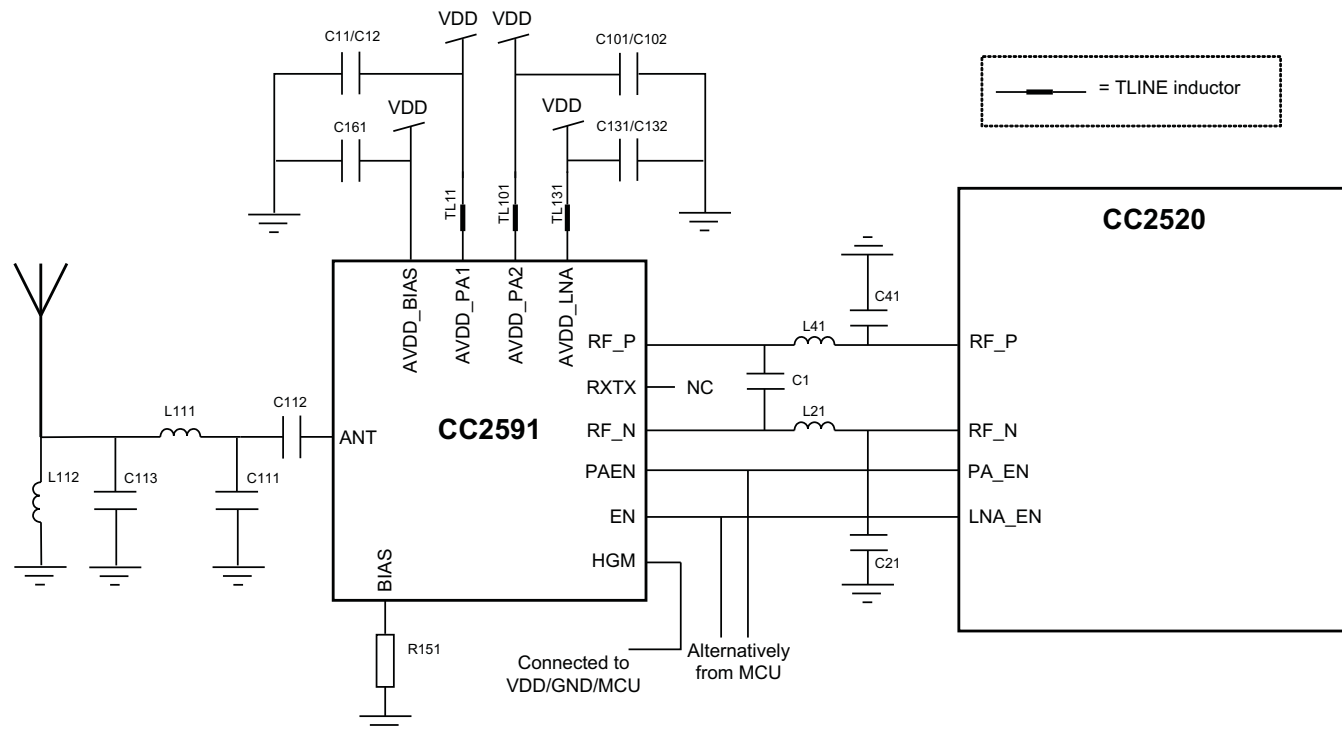 VDD
VDD
C11/C12
C101/C102
= TLINE inductor
VDD
VDD
C161
C131/C132
TL11
TL101
TL131
CC2520
AVDD_BIAS
AVDD_PA1
AVDD_PA2
AVDD_LNA
C41
RF_P
L41
RF_P
RXTX
NC
C1
C112
L111
L21
ANT
CC2591
RF_N
RF_N
L112
C113
C111
PAEN
PA_EN
EN
LNA_EN
HGM
C21
BIAS
R151
Connected to
VDD/GND/MCU
Alternatively
from MCU